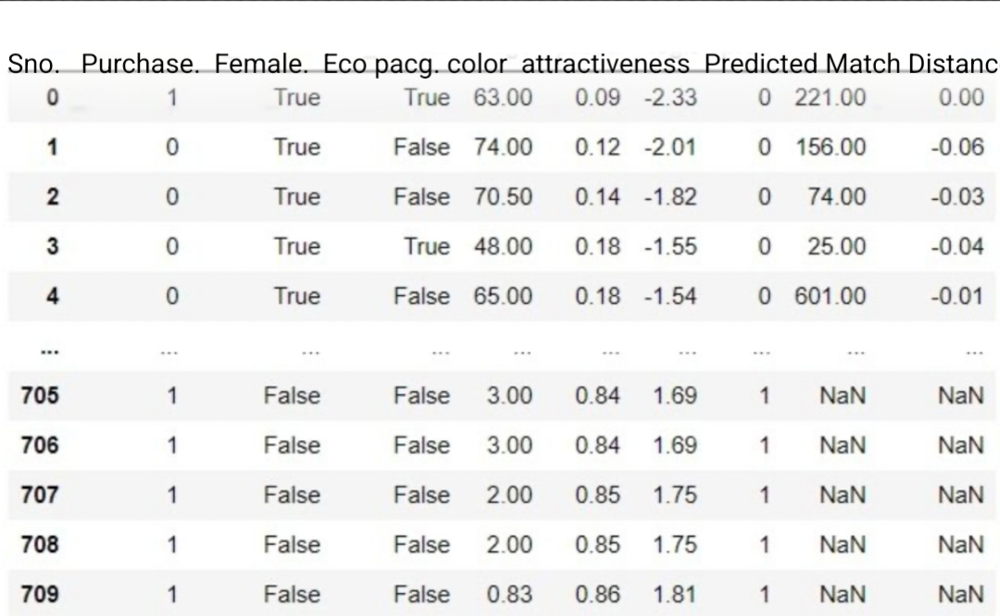 Sno. Purchase. Female. Eco pacg. color attractiveness Predicted Match Distanc
0 1 True True 63.00 0.09 -2.33 0 221.00 0.00
1 0 True False 74.00 0.12 -2.01 0 156.00 -0.06
2 0 True False 70.50 0.14 -1.82 0 74.00 -0.03
3 0 True True 48.00 0.18 -1.55 0 25.00 -0.04
4 0 True False 65.00 0.18 -1.54 0 601.00 -0.01
... ... ... ... ... ... ... ... ... ...
705 1 False False 3.00 0.84 1.69 1 NaN NaN
706 1 False False 3.00 0.84 1.69 1 NaN NaN
707 1 False False 2.00 0.85 1.75 1 NaN NaN
708 1 False False 2.00 0.85 1.75 1 NaN NaN
709 1 False False 0.83 0.86 1.81 1 NaN NaN